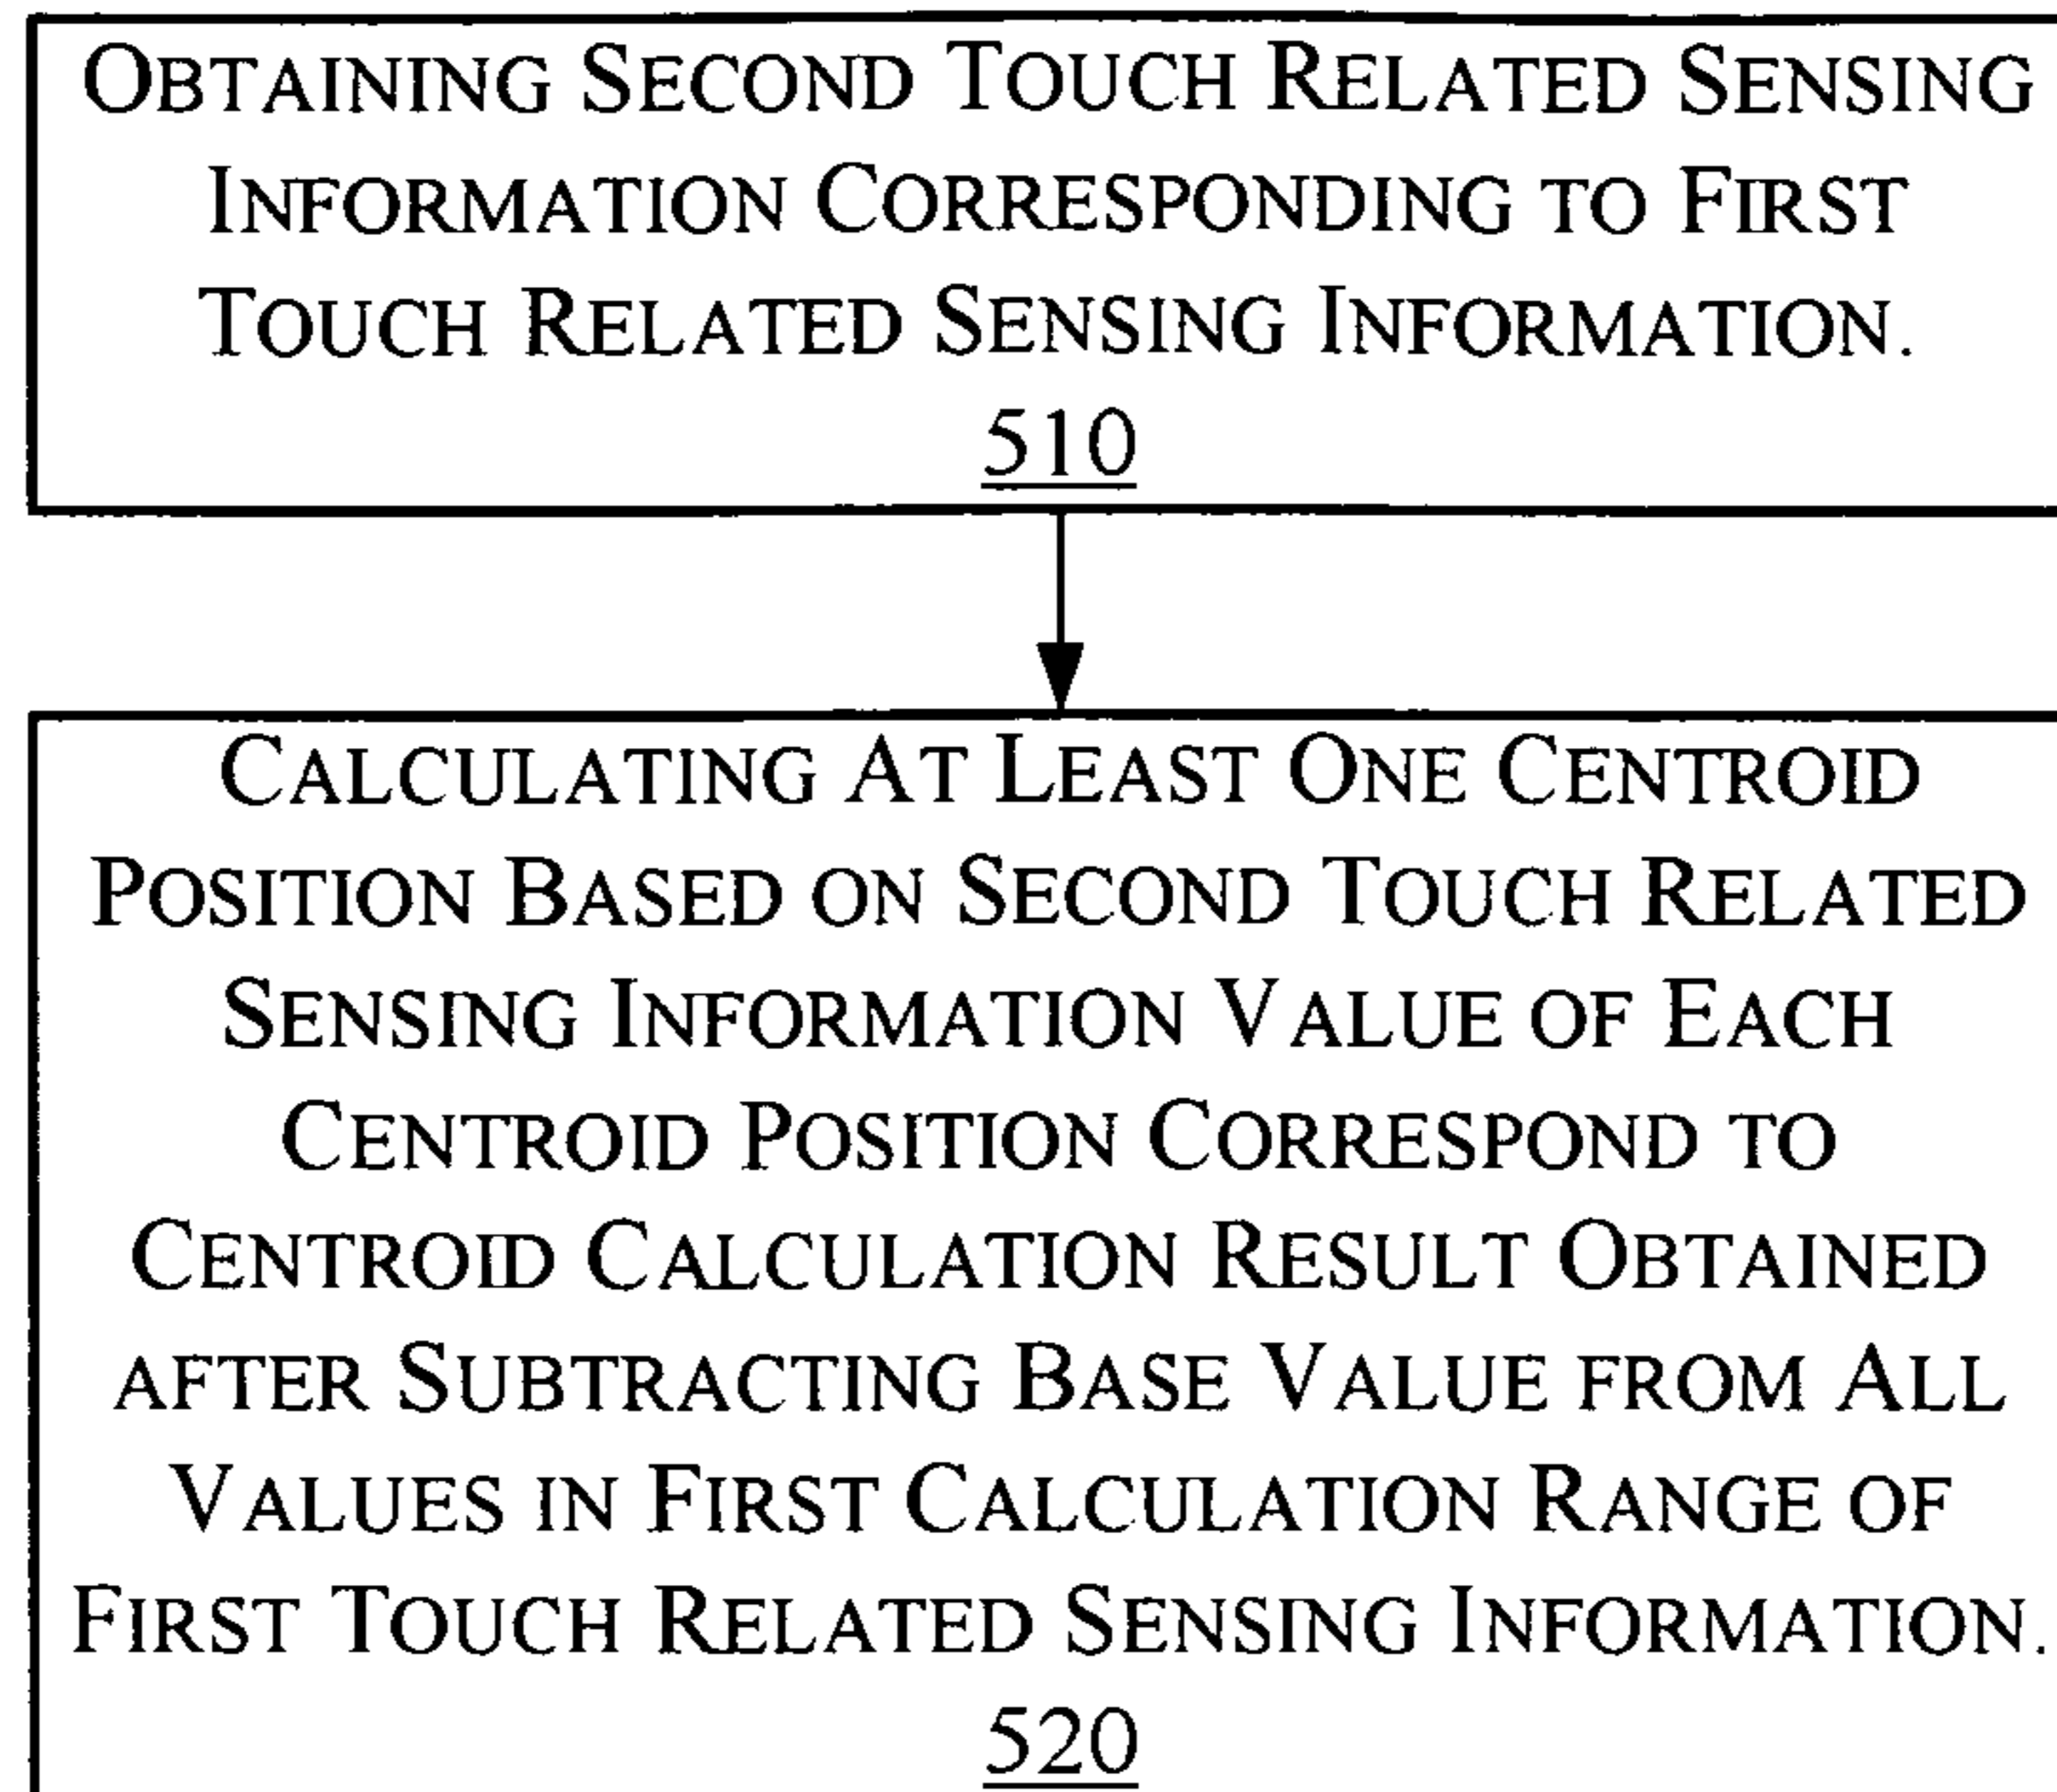 OBTAINING SECOND TOUCH RELATED SENSING
INFORMATION CORRESPONDING TO FIRST
TOUCH RELATED SENSING INFORMATION.
510
CALCULATING AT LEAST ONE CENTROID
POSITION BASED ON SECOND TOUCH RELATED
SENSING INFORMATION VALUE OF EACH
CENTROID POSITION CORRESPOND TO
CENTROID CALCULATION RESULT OBTAINED
AFTER SUBTRACTING BASE VALUE FROM ALL
VALUES IN FIRST CALCULATION RANGE OF
FIRST TOUCH RELATED SENSING INFORMATION.
520